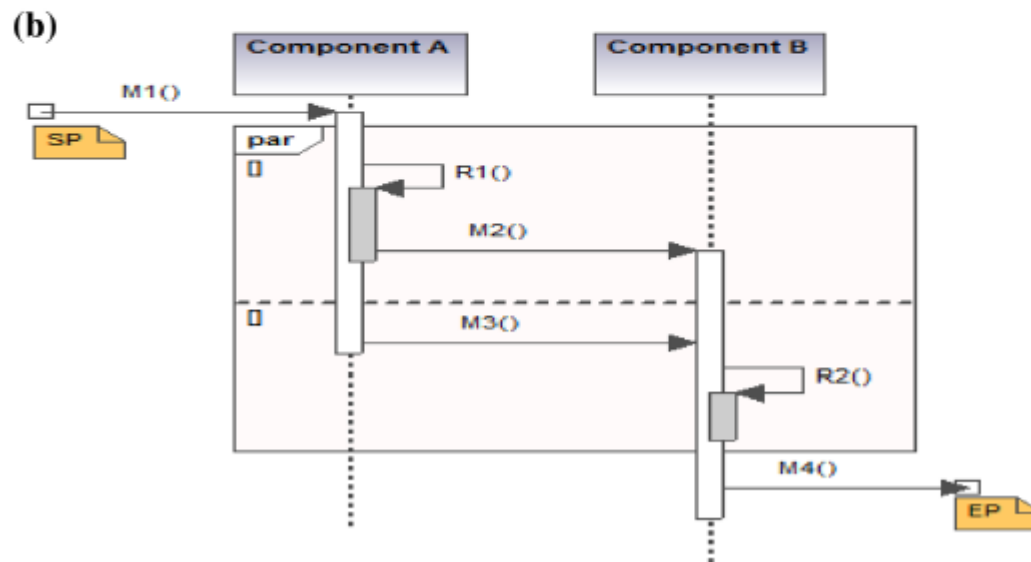 (b)
Component A
Component B
M1()
SP
par
[]
R1()
M2()
[]
M3()
R2()
M4()
EP